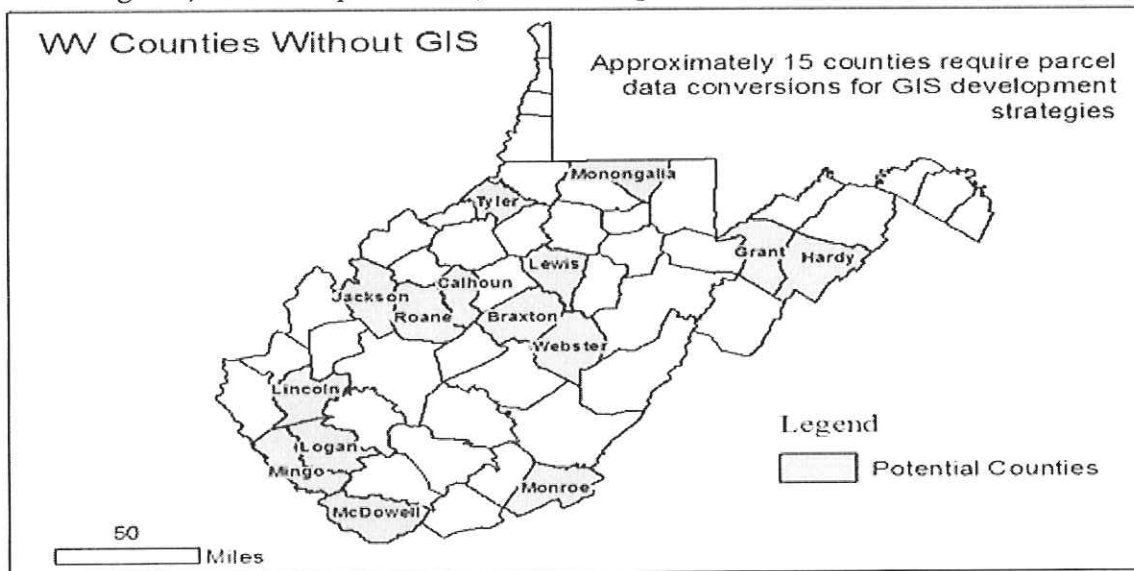 WV Counties Without GIS
Approximately 15 counties require parcel
data conversions for GIS development
strategies
Monongalia
Tyler
Grant
Hardy
Lewis
Calhoun
Jackson
Roane
Braxton
Webster
Lincoln
Logan
Mingo
Monroe
McDowell
Legend
Potential Counties
50
Miles